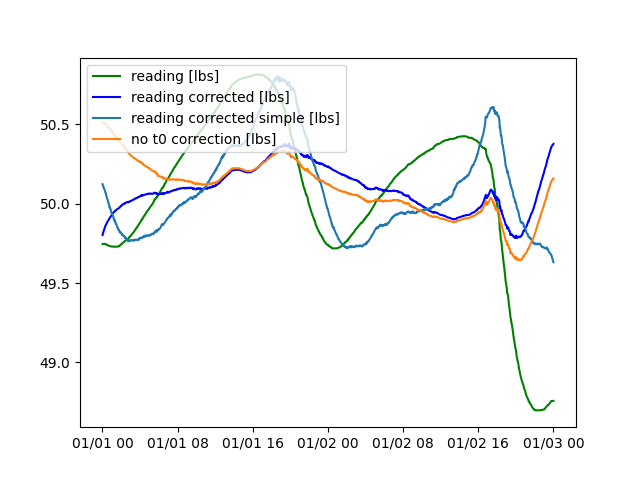 reading [lbs]
reading corrected [lbs]
reading corrected simple [lbs]
no t0 correction [lbs]
50.5
50.0
49.5
49.0
01/01 00 01/01 08 01/01 16 01/02 00 01/02 08 01/02 16 01/03 00